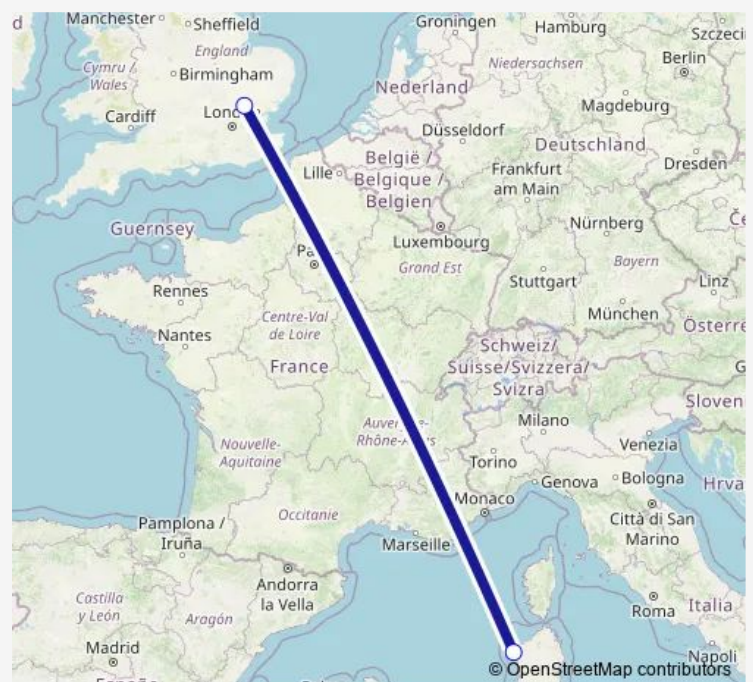 Manchester
Sheffield
Groningen
Hamburg
England
Cymru /
Wales
Birmingham
Niedersachsen
Berlin
Nederland
Magdeburg
Cardiff
Düsseldorf
België /
Belgique /
Belgien
Deutschland
Lille
Frankfurt
am Main
Dresden
Guernsey
Nürnberg
Luxembourg
Grand Est
Bayern
Stuttgart
Linz
Rennes
München
Centre-Val
de Loire
Nantes
Schweiz/
Suisse/Svizzera/
Svizra
France
Milano
Nouvelle-
Aquitaine
Venezia
Torino
Genova
Bologna
Monaco
Occitanie
Pamplona /
Iruña
Marseille
Città di San
Marino
Andorra
la Vella
Castilla
y León
Aragón
Roma
Italia
Madrid
Napoli
© OpenStreetMap contributors